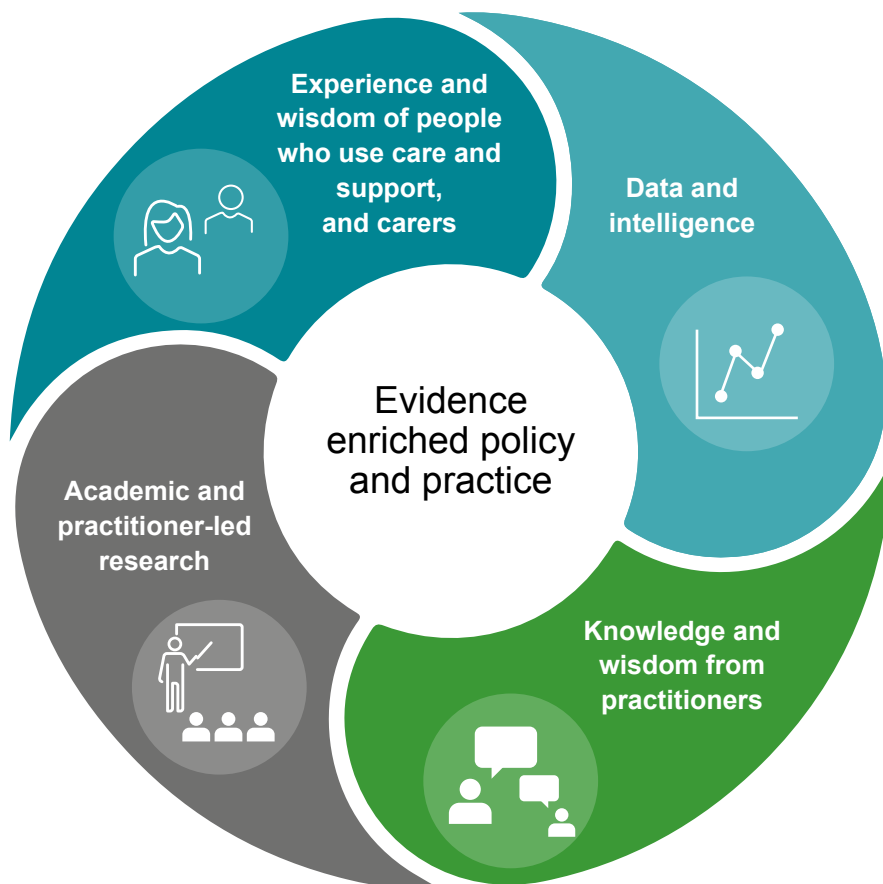 Experience and
wisdom of people
who use care and
support,
and carers
Data and
intelligence
Evidence
enriched policy
and practice
Academic and
practitioner-led
research
Knowledge and
wisdom from
practitioners